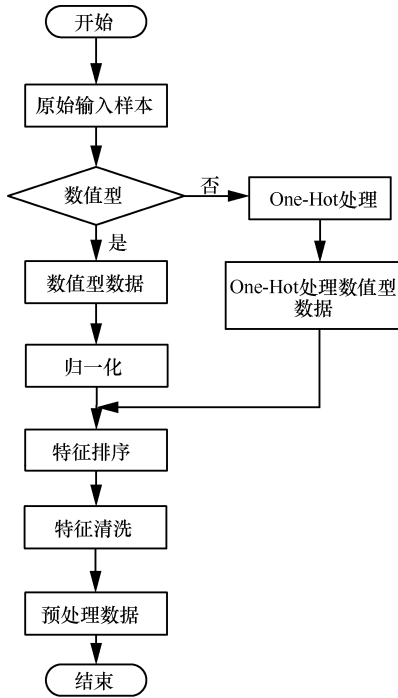 开始
原始输入样本
数值型
否
One-Hot处理
是
数值型数据
One-Hot处理数值型
数据
归一化
特征排序
特征清洗
预处理数据
结束